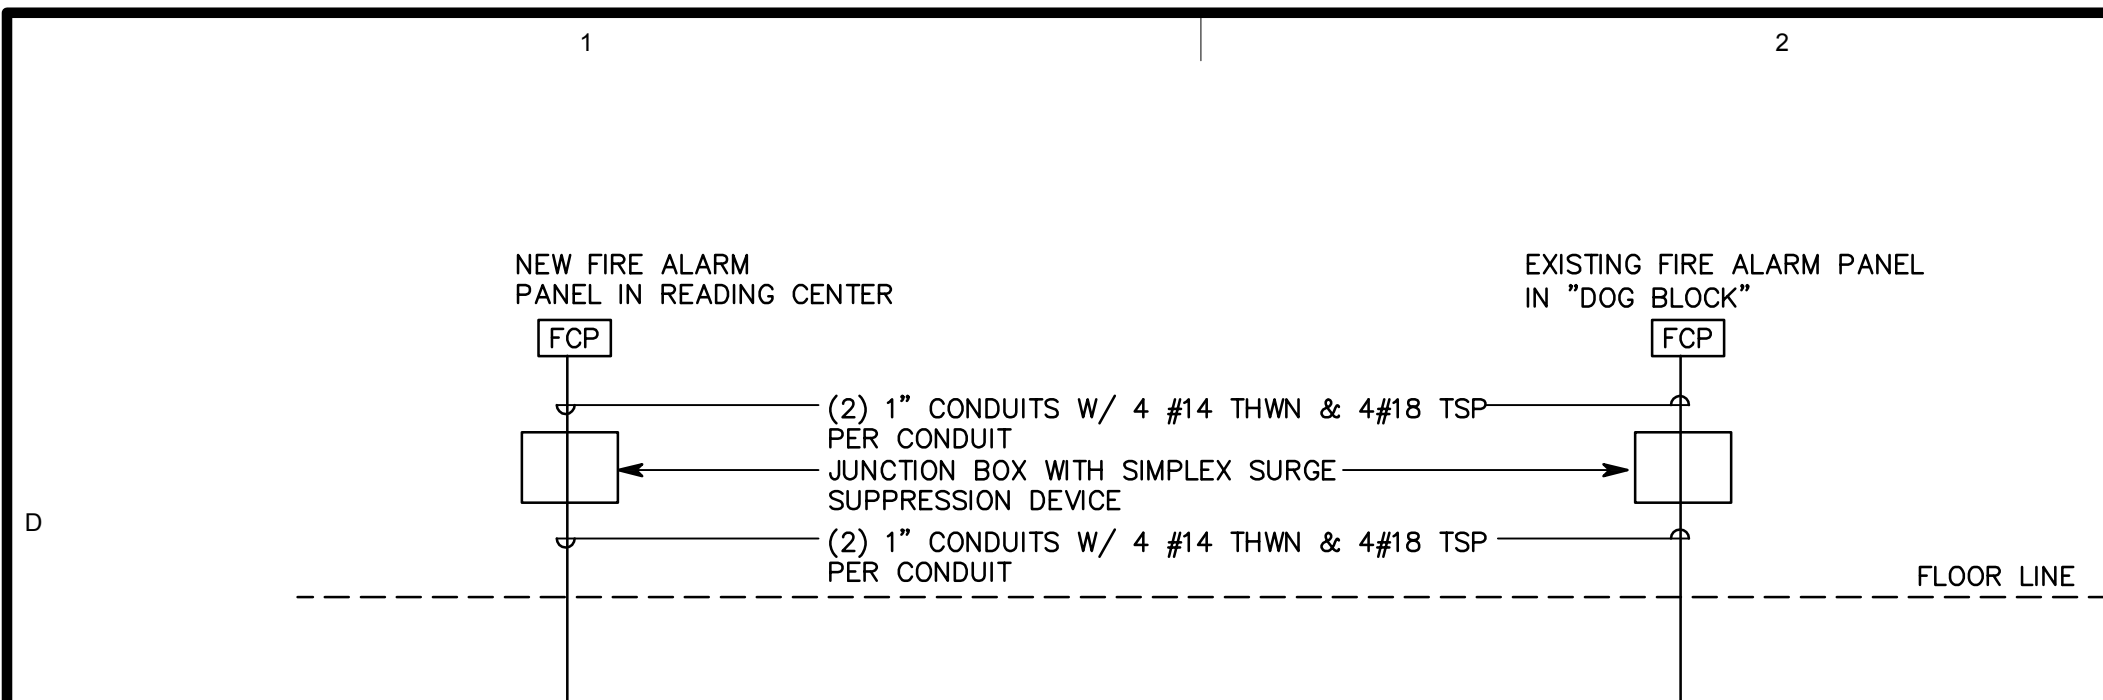 1
2
NEW FIRE ALARM
PANEL IN READING CENTER
EXISTING FIRE ALARM PANEL
IN "DOG BLOCK"
FCP
FCP
(2) 1" CONDUITS W/ 4 #14 THWN & 4#18 TSP
PER CONDUIT
JUNCTION BOX WITH SIMPLEX SURGE
SUPPRESSION DEVICE
D
(2) 1" CONDUITS W/ 4 #14 THWN & 4#18 TSP
PER CONDUIT
FLOOR LINE